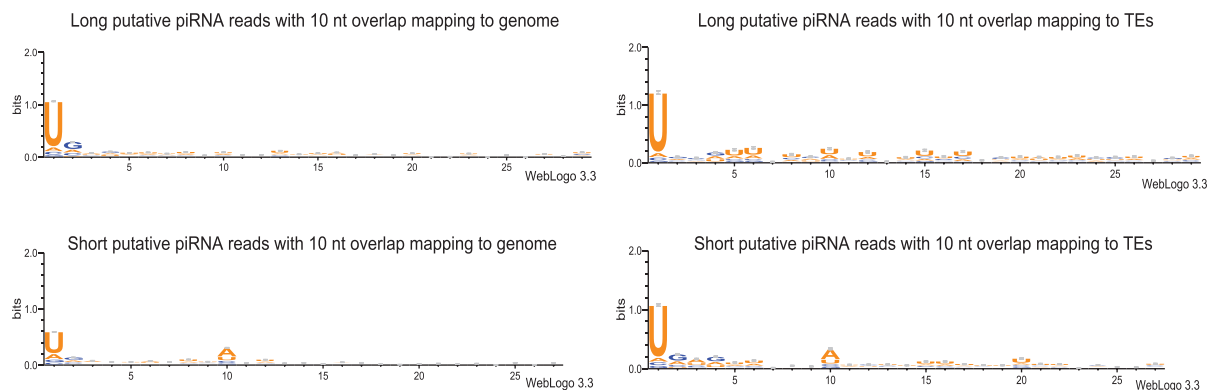 Long putative piRNA reads with 10 nt overlap mapping to genome
2.0
bits
1.0
U
G
0.0
5
10
15
20
25
WebLogo 3.3
Long putative piRNA reads with 10 nt overlap mapping to TEs
2.0
bits
1.0
U
0.0
5
10
15
20
25
WebLogo 3.3
Short putative piRNA reads with 10 nt overlap mapping to genome
2.0
bits
1.0
U
A
0.0
5
10
15
20
25
WebLogo 3.3
Short putative piRNA reads with 10 nt overlap mapping to TEs
2.0
bits
1.0
U
A
0.0
5
10
15
20
25
WebLogo 3.3